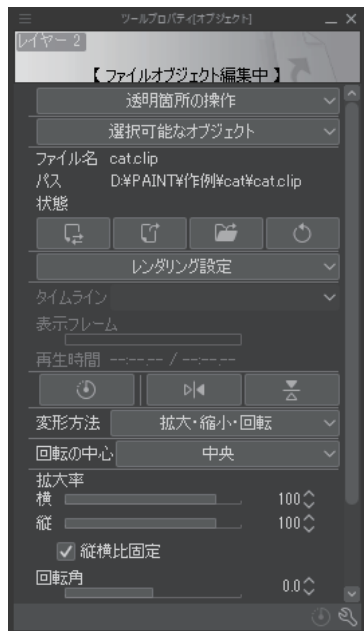 ツールプロパティ[オブジェクト]
レイヤー 2
【 ファイルオブジェクト編集中 】
透明箇所の操作
選択可能なオブジェクト
ファイル名 cat.clip
パス D:¥PAINT¥作例¥cat¥cat.clip
状態
レンダリング設定
タイムライン
表示フレーム
再生時間 --:--.-- / --:--.--
変形方法 拡大・縮小・回転
回転の中心 中央
拡大率
横 100
縦 100
縦横比固定
回転角 0.0